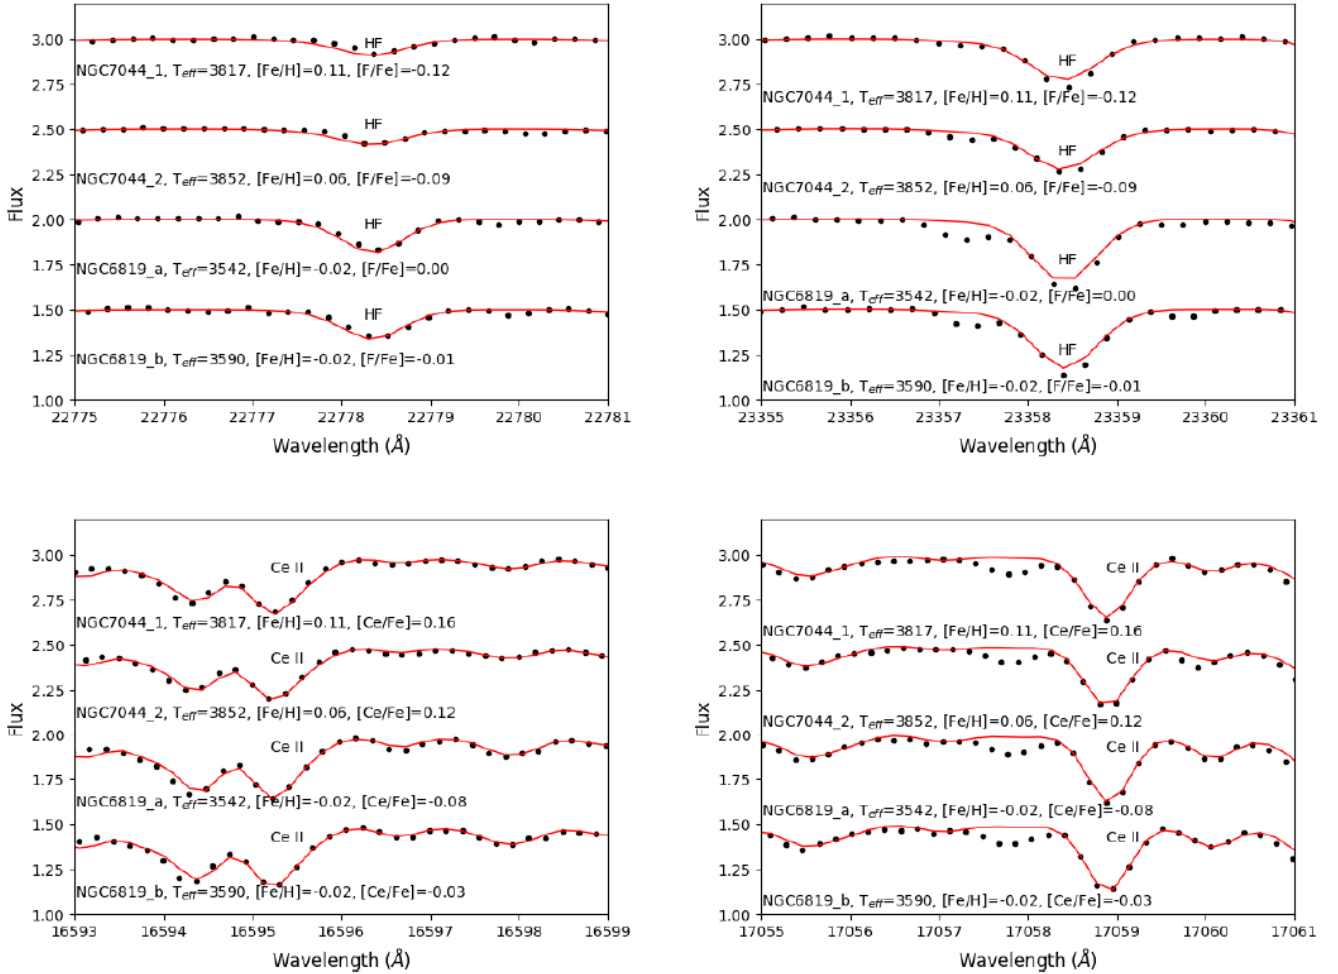 3.00
HF
NGC7044_1, Teff=3817, [Fe/H]=0.11, [F/Fe]=-0.12
2.75
2.50
HF
2.25
NGC7044_2, Teff=3852, [Fe/H]=0.06, [F/Fe]=-0.09
Flux
2.00
HF
1.75
NGC6819_a, Teff=3542, [Fe/H]=-0.02, [F/Fe]=0.00
1.50
HF
1.25
NGC6819_b, Teff=3590, [Fe/H]=-0.02, [F/Fe]=-0.01
1.00
22775 22776 22777 22778 22779 22780 22781
Wavelength (Å)
3.00
HF
2.75
NGC7044_1, Teff=3817, [Fe/H]=0.11, [F/Fe]=-0.12
2.50
HF
2.25
NGC7044_2, Teff=3852, [Fe/H]=0.06, [F/Fe]=-0.09
Flux
2.00
HF
1.75
NGC6819_a, Teff=3542, [Fe/H]=-0.02, [F/Fe]=0.00
1.50
HF
1.25
NGC6819_b, Teff=3590, [Fe/H]=-0.02, [F/Fe]=-0.01
1.00
23355 23356 23357 23358 23359 23360 23361
Wavelength (Å)
3.00
Ce II
2.75
NGC7044_1, Teff=3817, [Fe/H]=0.11, [Ce/Fe]=0.16
2.50
Ce II
2.25
NGC7044_2, Teff=3852, [Fe/H]=0.06, [Ce/Fe]=0.12
Flux
2.00
Ce II
1.75
NGC6819_a, Teff=3542, [Fe/H]=-0.02, [Ce/Fe]=-0.08
1.50
Ce II
1.25
NGC6819_b, Teff=3590, [Fe/H]=-0.02, [Ce/Fe]=-0.03
1.00
16593 16594 16595 16596 16597 16598 16599
Wavelength (Å)
3.00
Ce II
2.75
NGC7044_1, Teff=3817, [Fe/H]=0.11, [Ce/Fe]=0.16
2.50
Ce II
2.25
NGC7044_2, Teff=3852, [Fe/H]=0.06, [Ce/Fe]=0.12
Flux
2.00
Ce II
1.75
NGC6819_a, Teff=3542, [Fe/H]=-0.02, [Ce/Fe]=-0.08
1.50
Ce II
1.25
NGC6819_b, Teff=3590, [Fe/H]=-0.02, [Ce/Fe]=-0.03
1.00
17055 17056 17057 17058 17059 17060 17061
Wavelength (Å)